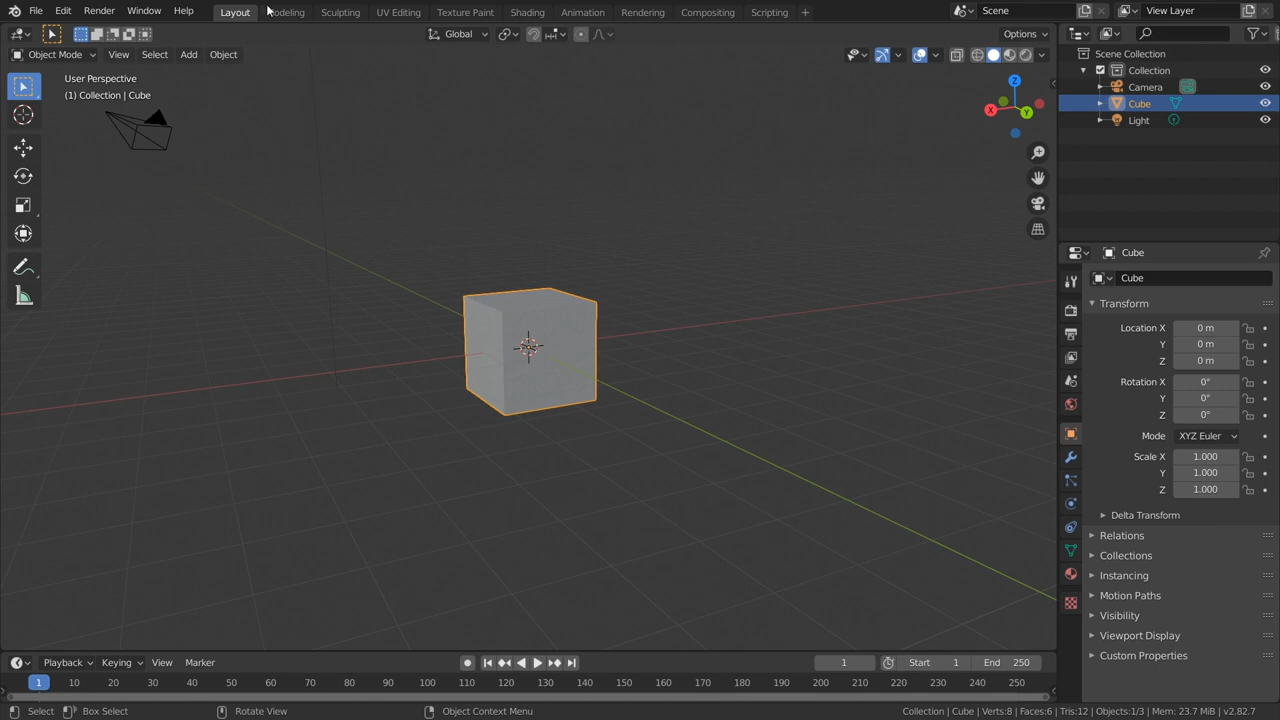 File Edit Render Window Help Layout Modeling Sculpting UV Editing Texture Paint Shading Animation Rendering Compositing Scripting + Scene View Layer
Global Options
Object Mode View Select Add Object
User Perspective
(1) Collection | Cube
Z
X
Y
Scene Collection
Collection
Camera
Cube
Light
Cube
Cube
Transform
Location X 0 m
Y 0 m
Z 0 m
Rotation X 0°
Y 0°
Z 0°
Mode XYZ Euler
Scale X 1.000
Y 1.000
Z 1.000
Delta Transform
Relations
Collections
Instancing
Motion Paths
Visibility
Viewport Display
Custom Properties
Playback Keying View Marker 1 Start 1 End 250
1 10 20 30 40 50 60 70 80 90 100 110 120 130 140 150 160 170 180 190 200 210 220 230 240 250
Select Box Select Rotate View Object Context Menu Collection | Cube | Verts:8 | Faces:6 | Tris:12 | Objects:1/3 | Mem: 23.7 MiB | v2.82.7